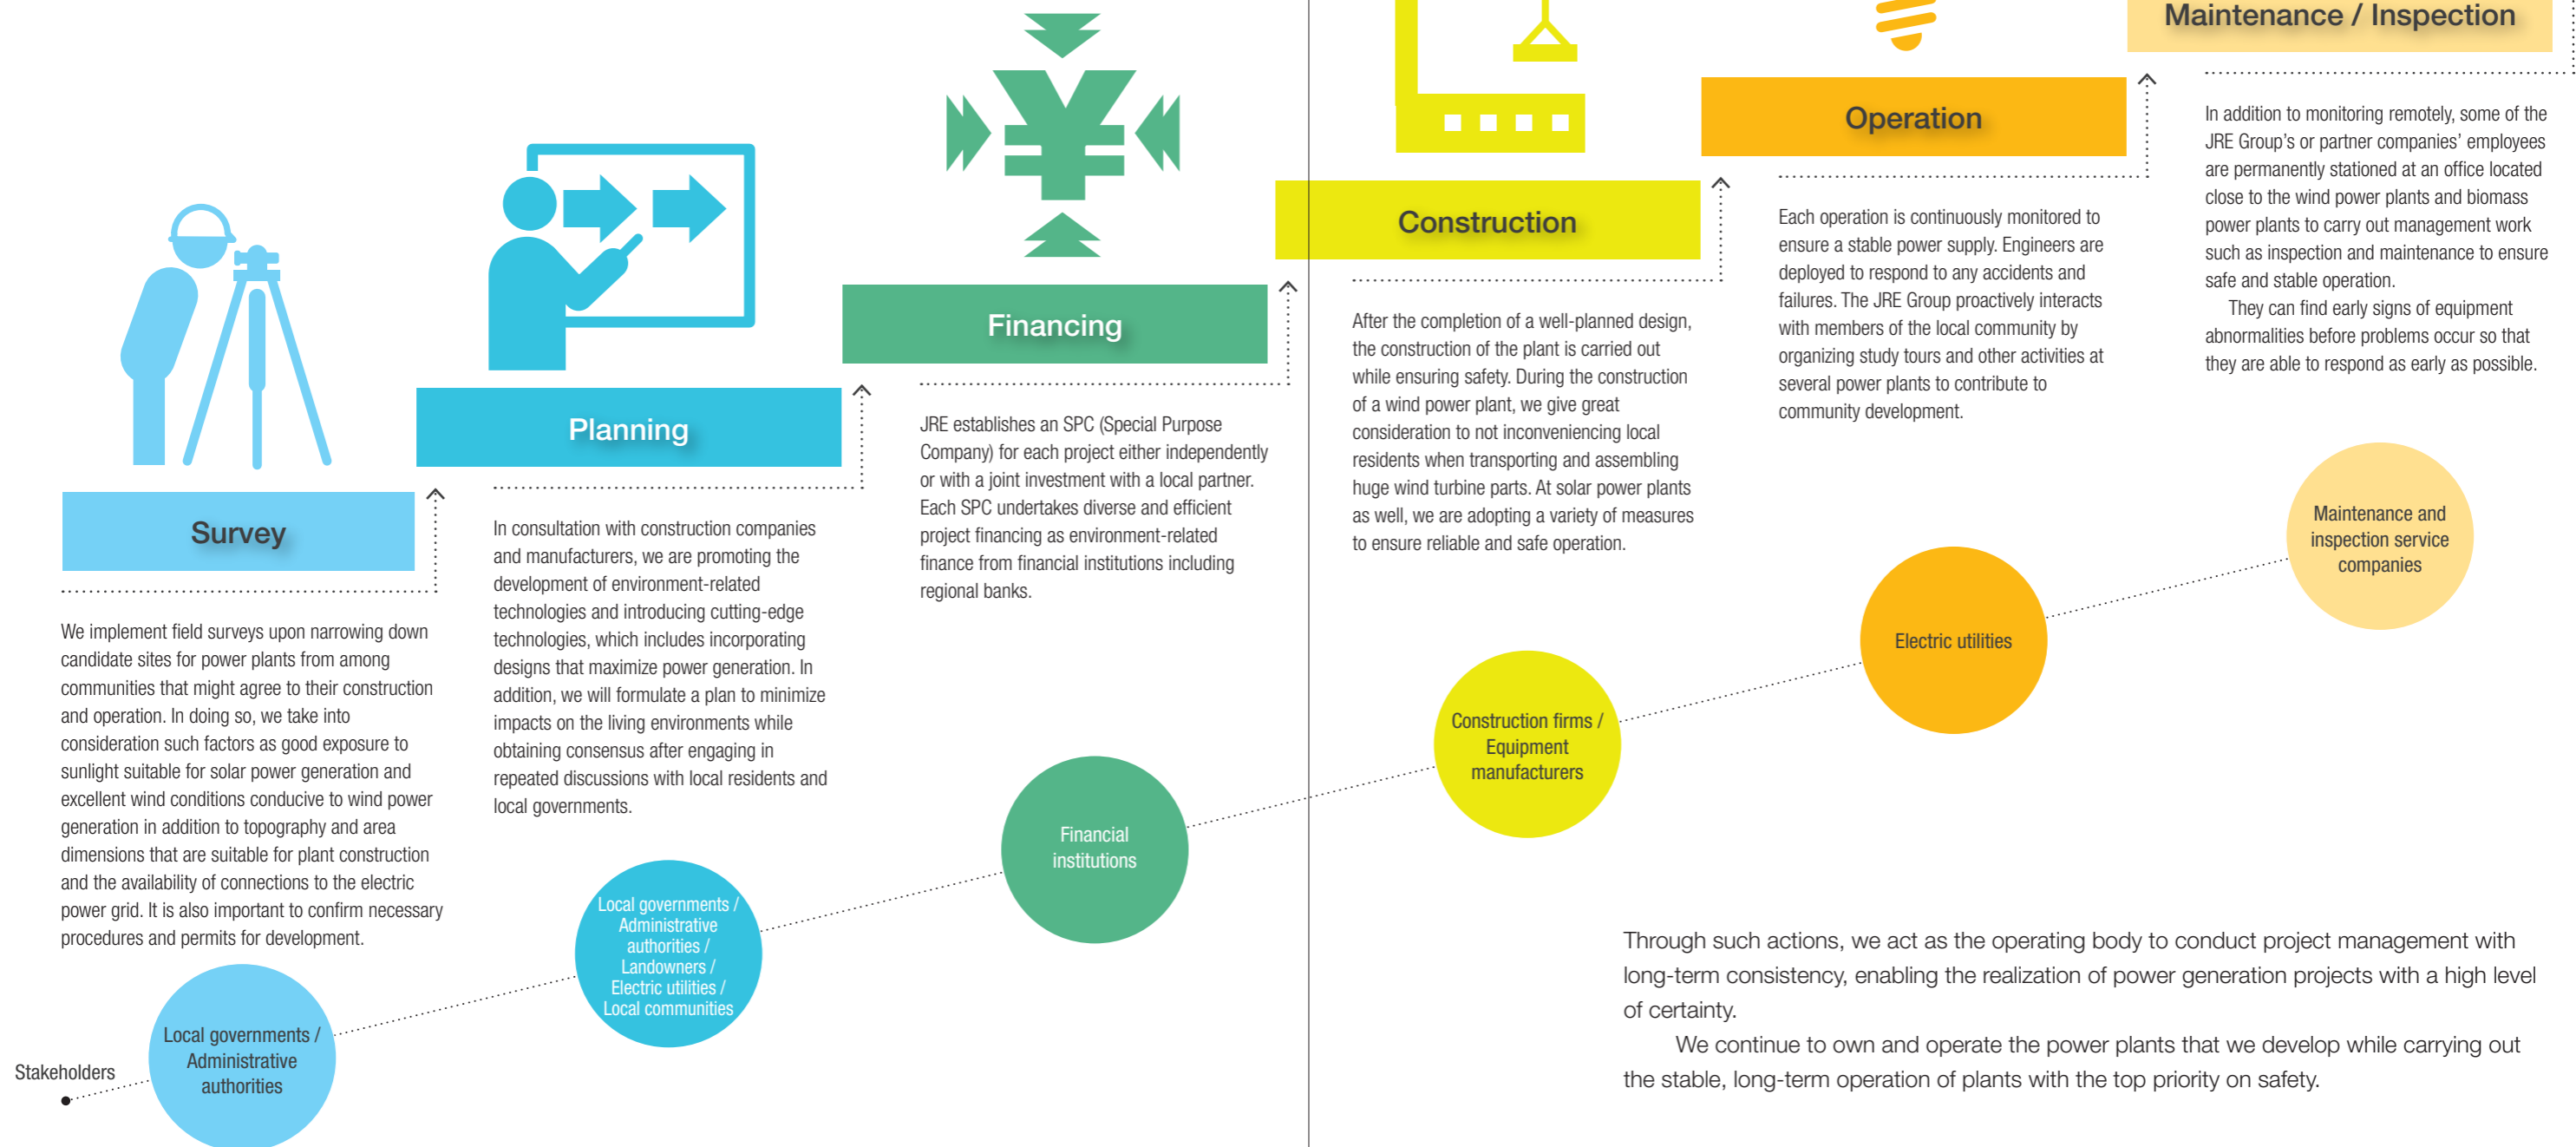 Survey
We implement field surveys upon narrowing down
candidate sites for power plants from among
communities that might agree to their construction
and operation. In doing so, we take into
consideration such factors as good exposure to
sunlight suitable for solar power generation and
excellent wind conditions conducive to wind power
generation in addition to topography and area
dimensions that are suitable for plant construction
and the availability of connections to the electric
power grid. It is also important to confirm necessary
procedures and permits for development.
Planning
In consultation with construction companies
and manufacturers, we are promoting the
development of environment-related
technologies and introducing cutting-edge
technologies, which includes incorporating
designs that maximize power generation. In
addition, we will formulate a plan to minimize
impacts on the living environments while
obtaining consensus after engaging in
repeated discussions with local residents and
local governments.
¥
Financing
JRE establishes an SPC (Special Purpose
Company) for each project either independently
or with a joint investment with a local partner.
Each SPC undertakes diverse and efficient
project financing as environment-related
finance from financial institutions including
regional banks.
Construction
After the completion of a well-planned design,
the construction of the plant is carried out
while ensuring safety. During the construction
of a wind power plant, we give great
consideration to not inconveniencing local
residents when transporting and assembling
huge wind turbine parts. At solar power plants
as well, we are adopting a variety of measures
to ensure reliable and safe operation.
Operation
Each operation is continuously monitored to
ensure a stable power supply. Engineers are
deployed to respond to any accidents and
failures. The JRE Group proactively interacts
with members of the local community by
organizing study tours and other activities at
several power plants to contribute to
community development.
Maintenance / Inspection
In addition to monitoring remotely, some of the
JRE Group's or partner companies' employees
are permanently stationed at an office located
close to the wind power plants and biomass
power plants to carry out management work
such as inspection and maintenance to ensure
safe and stable operation.
They can find early signs of equipment
abnormalities before problems occur so that
they are able to respond as early as possible.
Stakeholders
Local governments /
Administrative
authorities
Local governments /
Administrative
authorities /
Landowners /
Electric utilities /
Local communities
Financial
institutions
Construction firms /
Equipment
manufacturers
Electric utilities
Maintenance and
inspection service
companies
Through such actions, we act as the operating body to conduct project management with
long-term consistency, enabling the realization of power generation projects with a high level
of certainty.
We continue to own and operate the power plants that we develop while carrying out
the stable, long-term operation of plants with the top priority on safety.